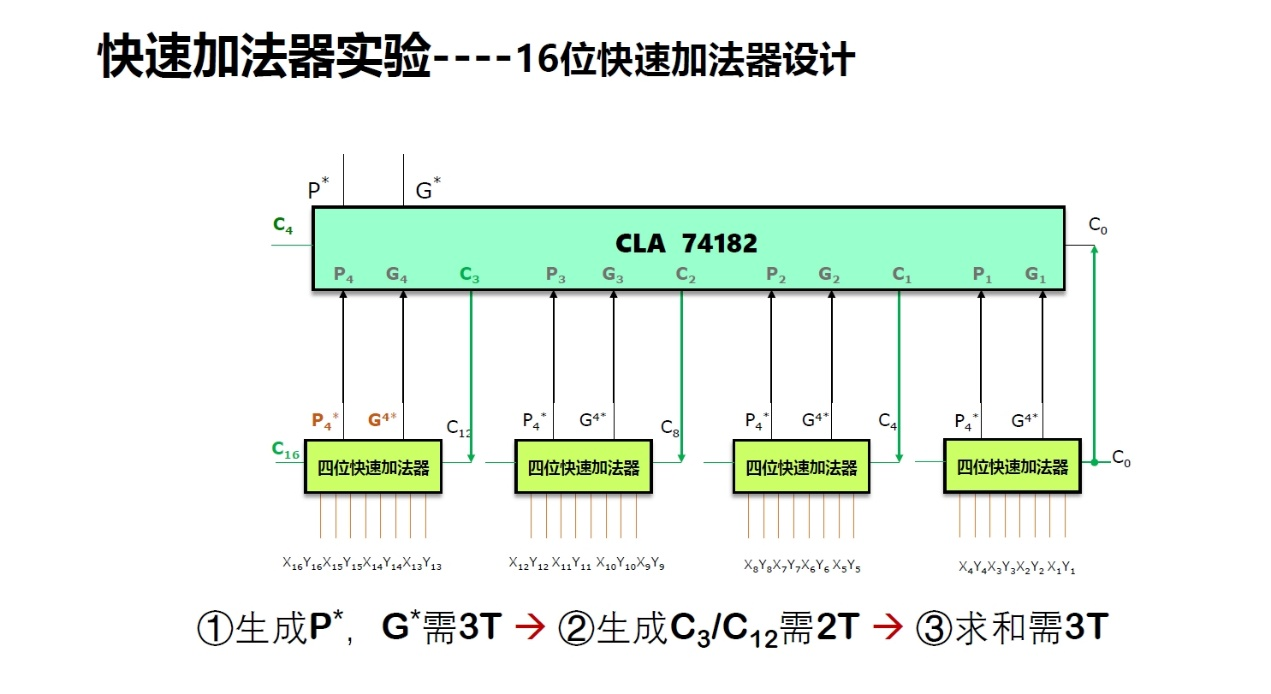 快速加法器实验----16位快速加法器设计
P* G*
C₄ CLA 74182 C₀
P₄ G₄ C₃ P₃ G₃ C₂ P₂ G₂ C₁ P₁ G₁
P₄* G⁴* C₁₂ P₄* G⁴* C₈ P₄* G⁴* C₄ P₄* G⁴*
C₁₆ 四位快速加法器 四位快速加法器 四位快速加法器 四位快速加法器 C₀
X₁₆Y₁₆X₁₅Y₁₅X₁₄Y₁₄X₁₃Y₁₃ X₁₂Y₁₂ X₁₁Y₁₁ X₁₀Y₁₀X₉Y₉ X₈Y₈X₇Y₇X₆Y₆ X₅Y₅ X₄Y₄X₃Y₃X₂Y₂ X₁Y₁
①生成P*, G*需3T → ②生成C₃/C₁₂需2T → ③求和需3T